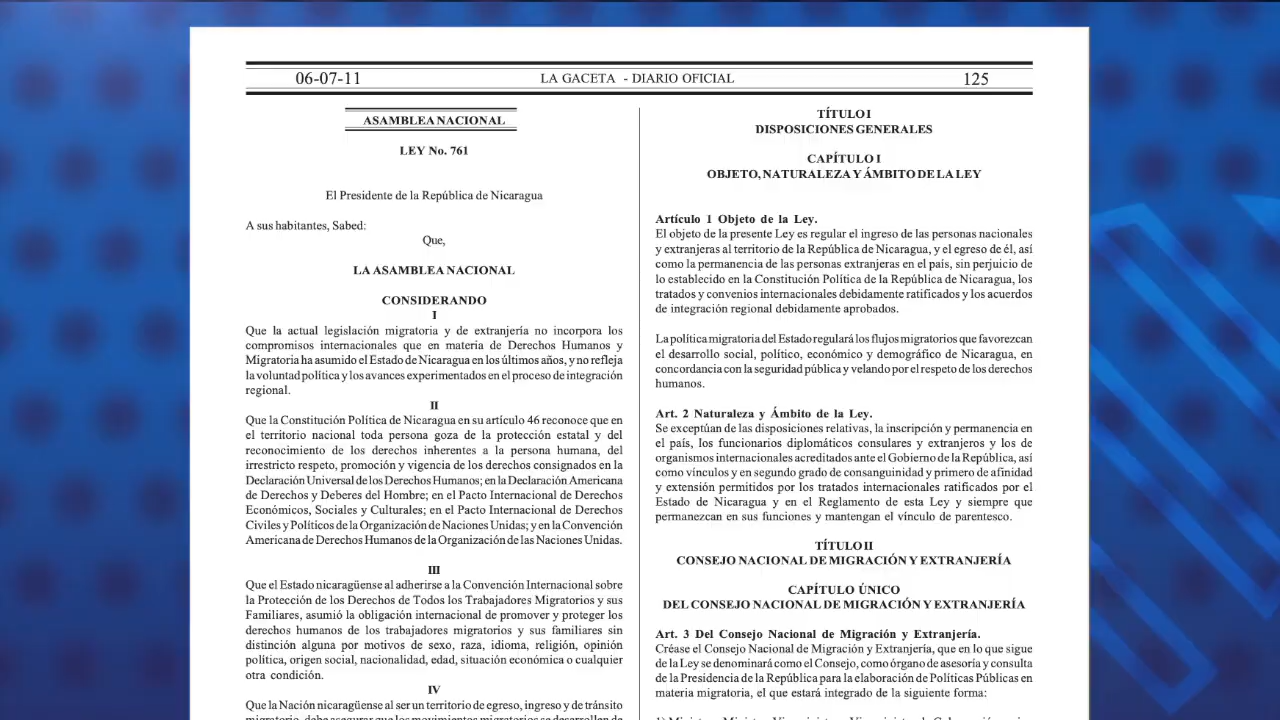 06-07-11 LA GACETA - DIARIO OFICIAL 125
ASAMBLEA NACIONAL
LEY No. 761
El Presidente de la República de Nicaragua
A sus habitantes, Sabed:
Que,
LA ASAMBLEA NACIONAL
CONSIDERANDO
I
Que la actual legislación migratoria y de extranjería no incorpora los
compromisos internacionales que en materia de Derechos Humanos y
Migratoria ha asumido el Estado de Nicaragua en los últimos años, y no refleja
la voluntad política y los avances experimentados en el proceso de integración
regional.
II
Que la Constitución Política de Nicaragua en su artículo 46 reconoce que en
el territorio nacional toda persona goza de la protección estatal y del
reconocimiento de los derechos inherentes a la persona humana, del
irrestricto respeto, promoción y vigencia de los derechos consignados en la
Declaración Universal de los Derechos Humanos; en la Declaración Americana
de Derechos y Deberes del Hombre; en el Pacto Internacional de Derechos
Económicos, Sociales y Culturales; en el Pacto Internacional de Derechos
Civiles y Políticos de la Organización de Naciones Unidas; y en la Convención
Americana de Derechos Humanos de la Organización de las Naciones Unidas.
III
Que el Estado nicaragüense al adherirse a la Convención Internacional sobre
la Protección de los Derechos de Todos los Trabajadores Migratorios y sus
Familiares, asumió la obligación internacional de promover y proteger los
derechos humanos de los trabajadores migratorios y sus familiares sin
distinción alguna por motivos de sexo, raza, idioma, religión, opinión
política, origen social, nacionalidad, edad, situación económica o cualquier
otra condición.
IV
Que la Nación nicaragüense al ser un territorio de egreso, ingreso y de tránsito
migratorio, debe asegurar que los movimientos migratorios se desarrollen de
TÍTULO I
DISPOSICIONES GENERALES
CAPÍTULO I
OBJETO, NATURALEZA Y ÁMBITO DE LA LEY
Artículo 1 Objeto de la Ley.
El objeto de la presente Ley es regular el ingreso de las personas nacionales
y extranjeras al territorio de la República de Nicaragua, y el egreso de él, así
como la permanencia de las personas extranjeras en el país, sin perjuicio de
lo establecido en la Constitución Política de la República de Nicaragua, los
tratados y convenios internacionales debidamente ratificados y los acuerdos
de integración regional debidamente aprobados.
La política migratoria del Estado regulará los flujos migratorios que favorezcan
el desarrollo social, político, económico y demográfico de Nicaragua, en
concordancia con la seguridad pública y velando por el respeto de los derechos
humanos.
Art. 2 Naturaleza y Ámbito de la Ley.
Se exceptúan de las disposiciones relativas, la inscripción y permanencia en
el país, los funcionarios diplomáticos consulares y extranjeros y los de
organismos internacionales acreditados ante el Gobierno de la República, así
como vínculos y en segundo grado de consanguinidad y primero de afinidad
y extensión permitidos por los tratados internacionales ratificados por el
Estado de Nicaragua y en el Reglamento de esta Ley y siempre que
permanezcan en sus funciones y mantengan el vínculo de parentesco.
TÍTULO II
CONSEJO NACIONAL DE MIGRACIÓN Y EXTRANJERÍA
CAPÍTULO ÚNICO
DEL CONSEJO NACIONAL DE MIGRACIÓN Y EXTRANJERÍA
Art. 3 Del Consejo Nacional de Migración y Extranjería.
Créase el Consejo Nacional de Migración y Extranjería, que en lo que sigue
de la Ley se denominará como el Consejo, como órgano de asesoría y consulta
de la Presidencia de la República para la elaboración de Políticas Públicas en
materia migratoria, el que estará integrado de la siguiente forma: